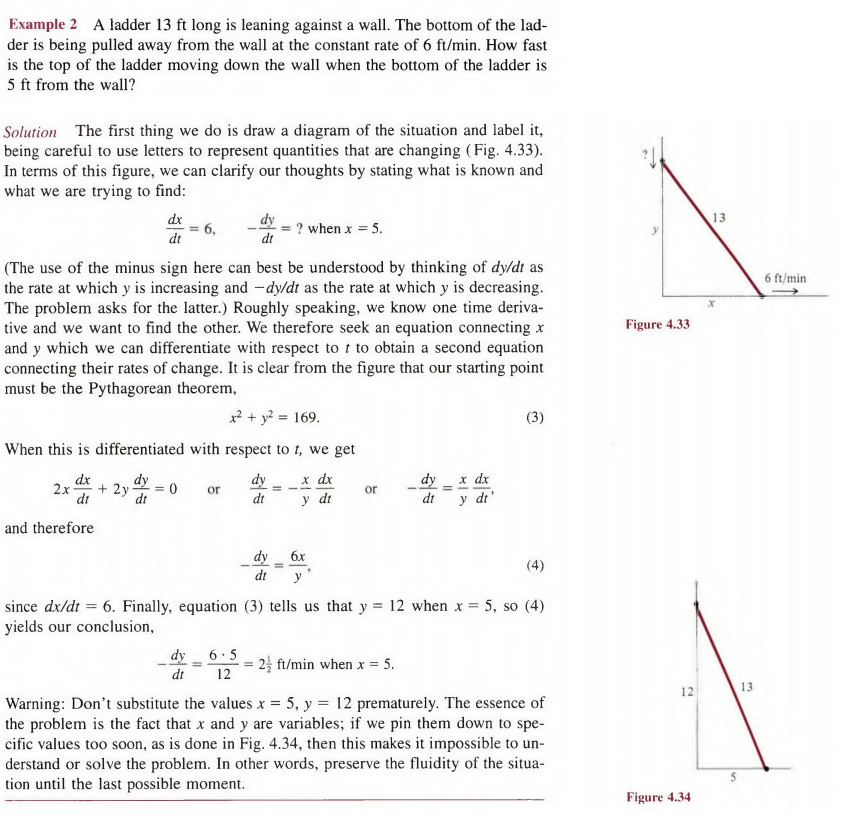 Example 2 A ladder 13 ft long is leaning against a wall. The bottom of the lad-
der is being pulled away from the wall at the constant rate of 6 ft/min. How fast
is the top of the ladder moving down the wall when the bottom of the ladder is
5 ft from the wall?
Solution The first thing we do is draw a diagram of the situation and label it,
being careful to use letters to represent quantities that are changing (Fig. 4.33).
In terms of this figure, we can clarify our thoughts by stating what is known and
what we are trying to find:
dx/dt = 6, −dy/dt = ? when x = 5.
(The use of the minus sign here can best be understood by thinking of dy/dt as
the rate at which y is increasing and −dy/dt as the rate at which y is decreasing.
The problem asks for the latter.) Roughly speaking, we know one time deriva-
tive and we want to find the other. We therefore seek an equation connecting x
and y which we can differentiate with respect to t to obtain a second equation
connecting their rates of change. It is clear from the figure that our starting point
must be the Pythagorean theorem,
x² + y² = 169. (3)
When this is differentiated with respect to t, we get
2x dx/dt + 2y dy/dt = 0 or dy/dt = −x/y dx/dt or −dy/dt = x/y dx/dt,
and therefore
−dy/dt = 6x/y, (4)
since dx/dt = 6. Finally, equation (3) tells us that y = 12 when x = 5, so (4)
yields our conclusion,
−dy/dt = 6 · 5/12 = 2½ ft/min when x = 5.
Warning: Don't substitute the values x = 5, y = 12 prematurely. The essence of
the problem is the fact that x and y are variables; if we pin them down to spe-
cific values too soon, as is done in Fig. 4.34, then this makes it impossible to un-
derstand or solve the problem. In other words, preserve the fluidity of the situa-
tion until the last possible moment.
?
13
y
6 ft/min
x
Figure 4.33
12
13
5
Figure 4.34